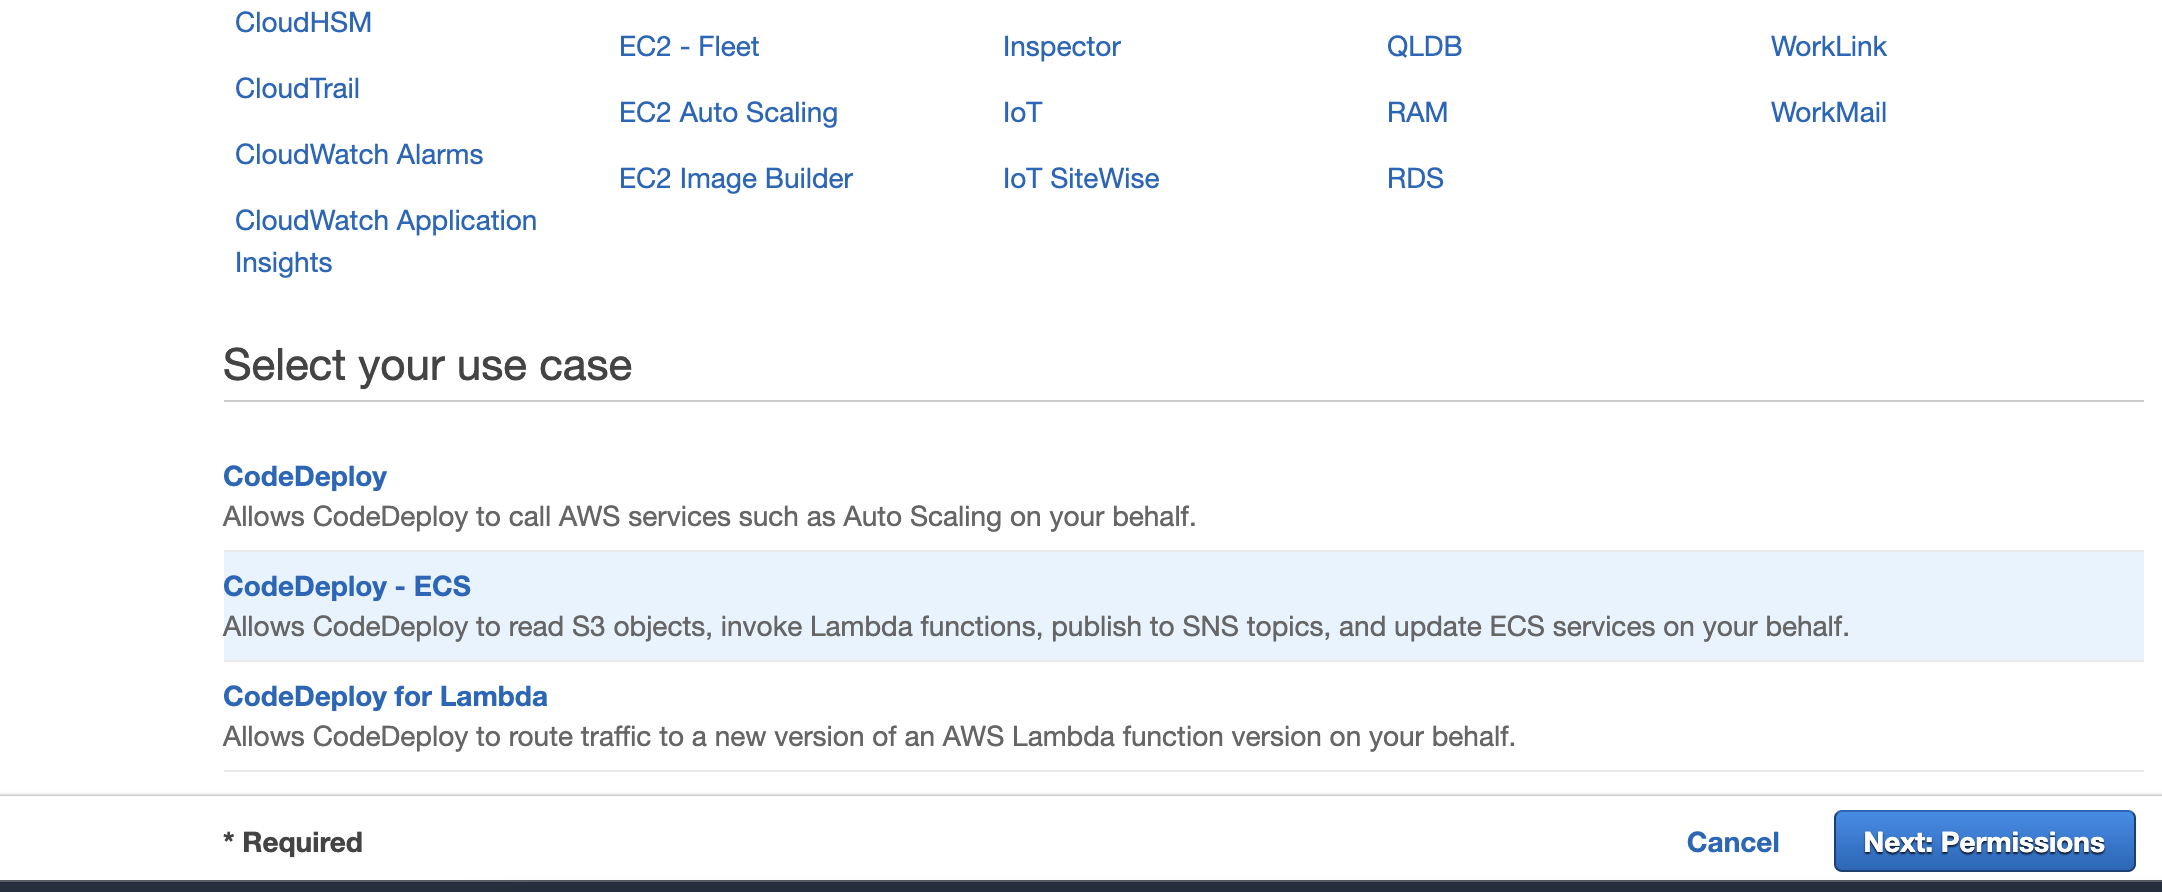 CloudHSM
CloudTrail
CloudWatch Alarms
CloudWatch Application
Insights
EC2 - Fleet
EC2 Auto Scaling
EC2 Image Builder
Inspector
IoT
IoT SiteWise
QLDB
RAM
RDS
WorkLink
WorkMail
Select your use case
CodeDeploy
Allows CodeDeploy to call AWS services such as Auto Scaling on your behalf.
CodeDeploy - ECS
Allows CodeDeploy to read S3 objects, invoke Lambda functions, publish to SNS topics, and update ECS services on your behalf.
CodeDeploy for Lambda
Allows CodeDeploy to route traffic to a new version of an AWS Lambda function version on your behalf.
* Required
Cancel
Next: Permissions